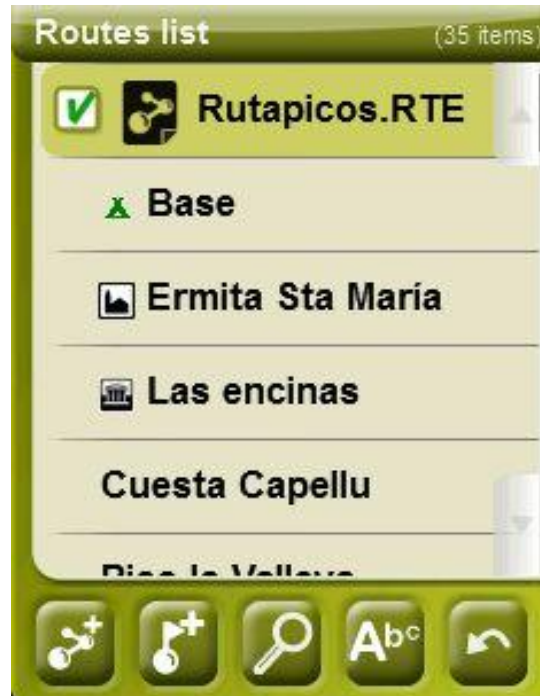 Routes list (35 items)
Rutapicos.RTE
Base
Ermita Sta María
Las encinas
Cuesta Capellu
Abc